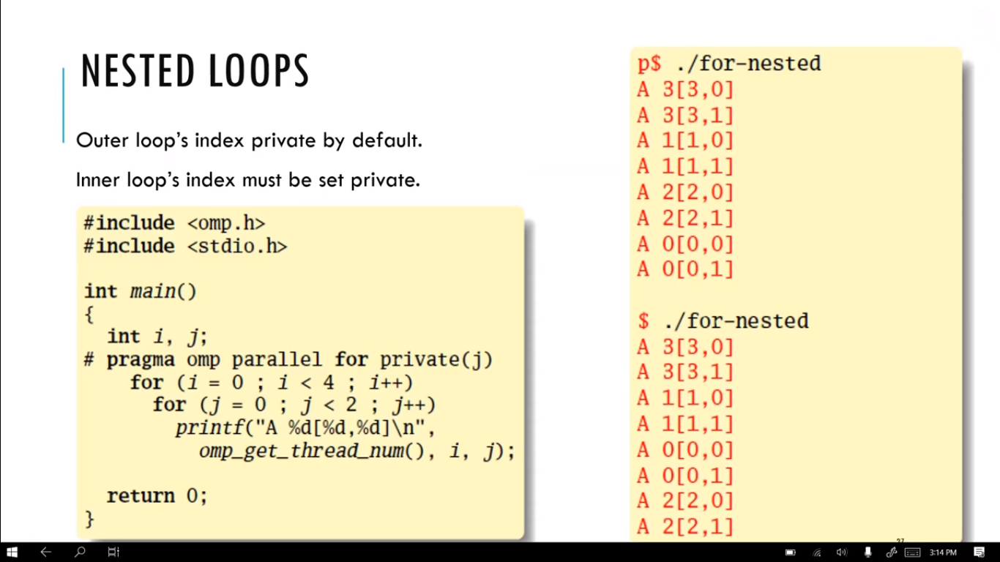 NESTED LOOPS
Outer loop's index private by default.
Inner loop's index must be set private.
#include <omp.h>
#include <stdio.h>
int main()
{
int i, j;
# pragma omp parallel for private(j)
for (i = 0 ; i < 4 ; i++)
for (j = 0 ; j < 2 ; j++)
printf("A %d[%d,%d]\n",
omp_get_thread_num(), i, j);
return 0;
}
p$ ./for-nested
A 3[3,0]
A 3[3,1]
A 1[1,0]
A 1[1,1]
A 2[2,0]
A 2[2,1]
A 0[0,0]
A 0[0,1]
$ ./for-nested
A 3[3,0]
A 3[3,1]
A 1[1,0]
A 1[1,1]
A 0[0,0]
A 0[0,1]
A 2[2,0]
A 2[2,1]
3:14 PM